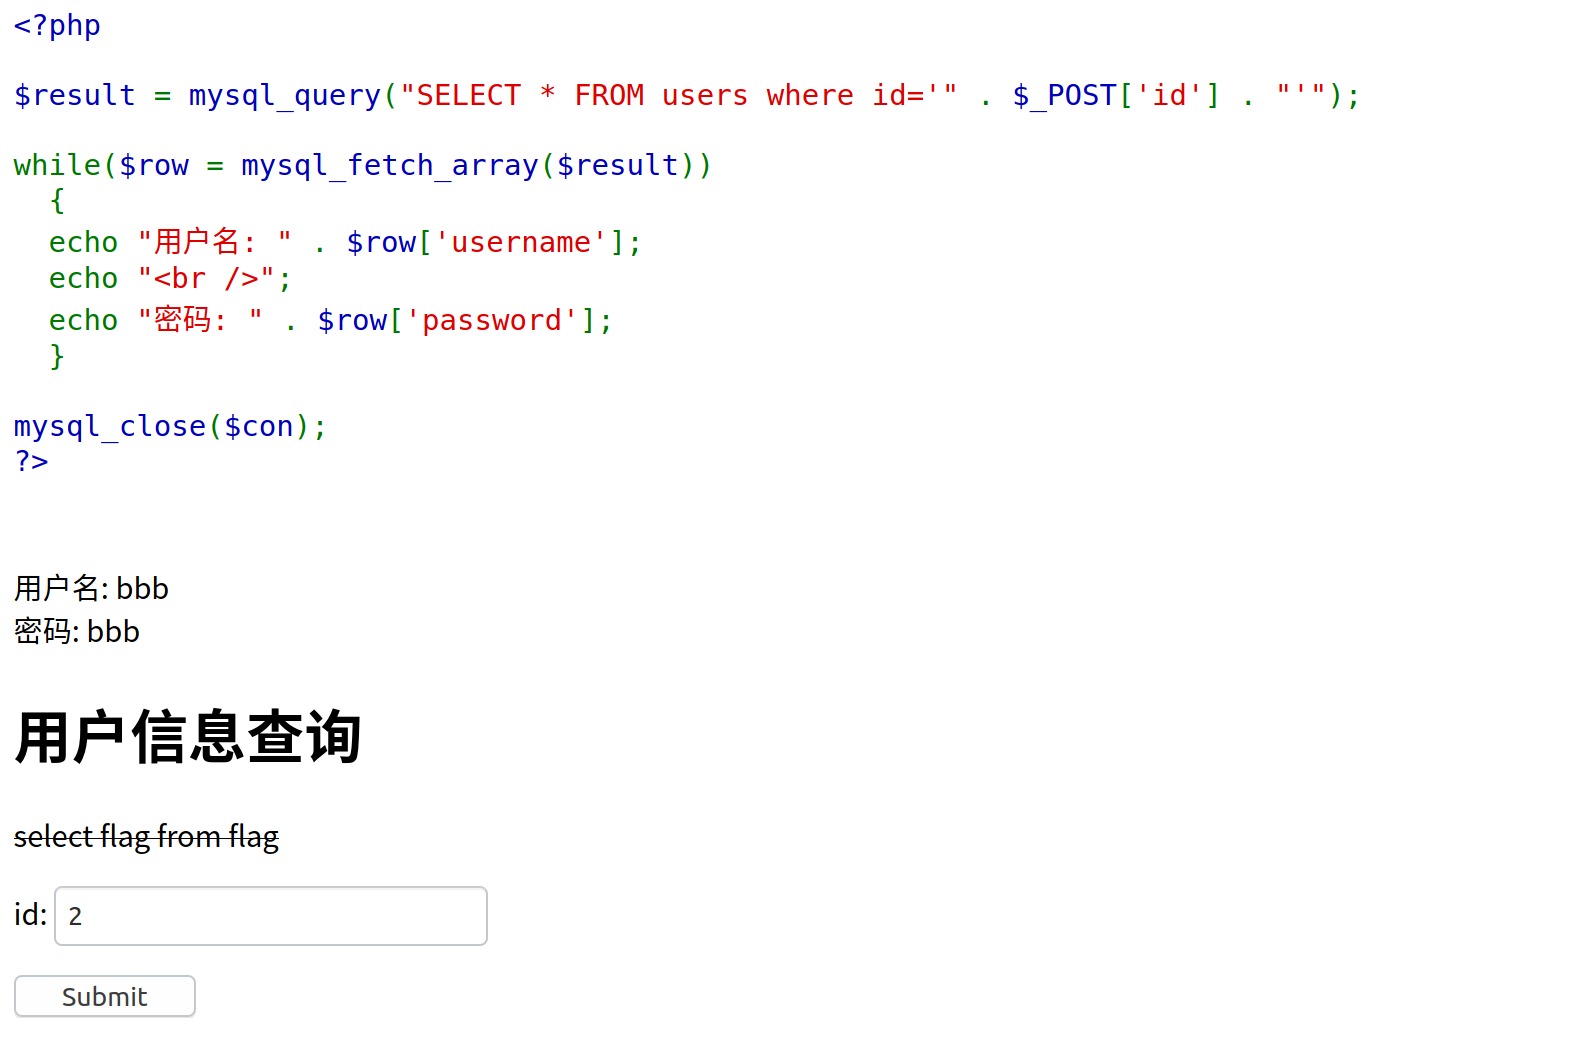 <?php
$result = mysql_query("SELECT * FROM users where id='" . $_POST['id'] . "'");
while($row = mysql_fetch_array($result))
  {
  echo "用户名: " . $row['username'];
  echo "<br />";
  echo "密码: " . $row['password'];
  }
mysql_close($con);
?>
用户名: bbb
密码: bbb
用户信息查询
select flag from flag
id: 2
Submit